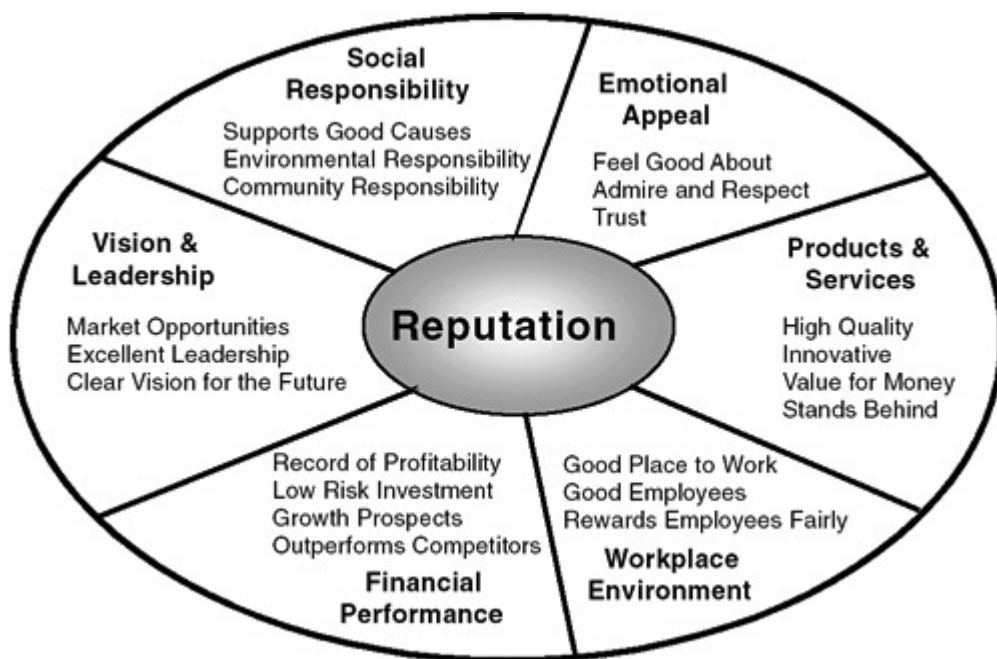 Social
Responsibility
Supports Good Causes
Environmental Responsibility
Community Responsibility
Emotional
Appeal
Feel Good About
Admire and Respect
Trust
Vision &
Leadership
Market Opportunities
Excellent Leadership
Clear Vision for the Future
Reputation
Products &
Services
High Quality
Innovative
Value for Money
Stands Behind
Record of Profitability
Low Risk Investment
Growth Prospects
Outperforms Competitors
Financial
Performance
Good Place to Work
Good Employees
Rewards Employees Fairly
Workplace
Environment